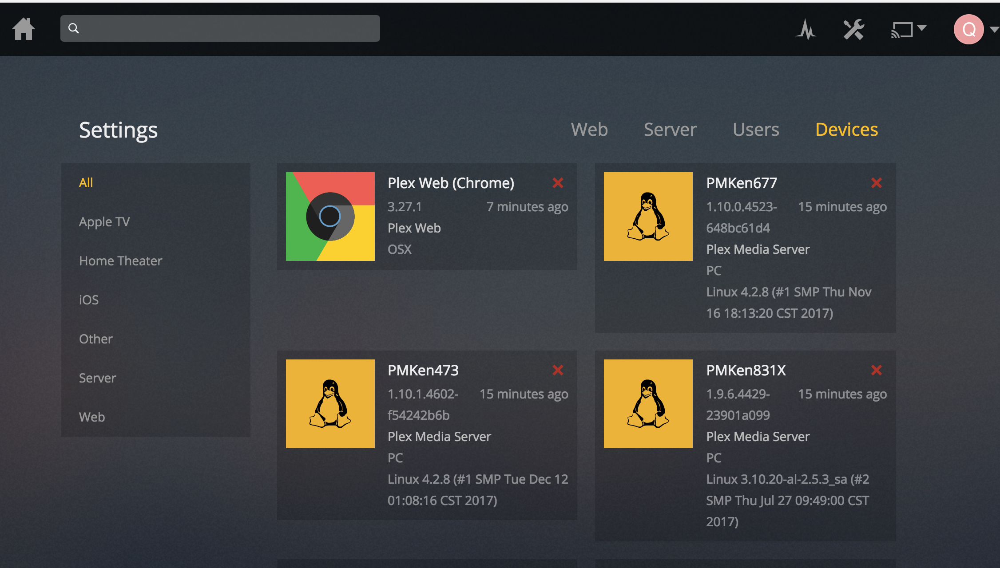 Q
Settings
Web
Server
Users
Devices
All
Apple TV
Home Theater
iOS
Other
Server
Web
Plex Web (Chrome)
3.27.1
7 minutes ago
Plex Web
OSX
PMKen677
1.10.0.4523-
15 minutes ago
648bc61d4
Plex Media Server
PC
Linux 4.2.8 (#1 SMP Thu Nov
16 18:13:20 CST 2017)
PMKen473
1.10.1.4602-
15 minutes ago
f54242b6b
Plex Media Server
PC
Linux 4.2.8 (#1 SMP Tue Dec 12
01:08:16 CST 2017)
PMKen831X
1.9.6.4429-
15 minutes ago
23901a099
Plex Media Server
PC
Linux 3.10.20-al-2.5.3_sa (#2
SMP Thu Jul 27 09:49:00 CST
2017)